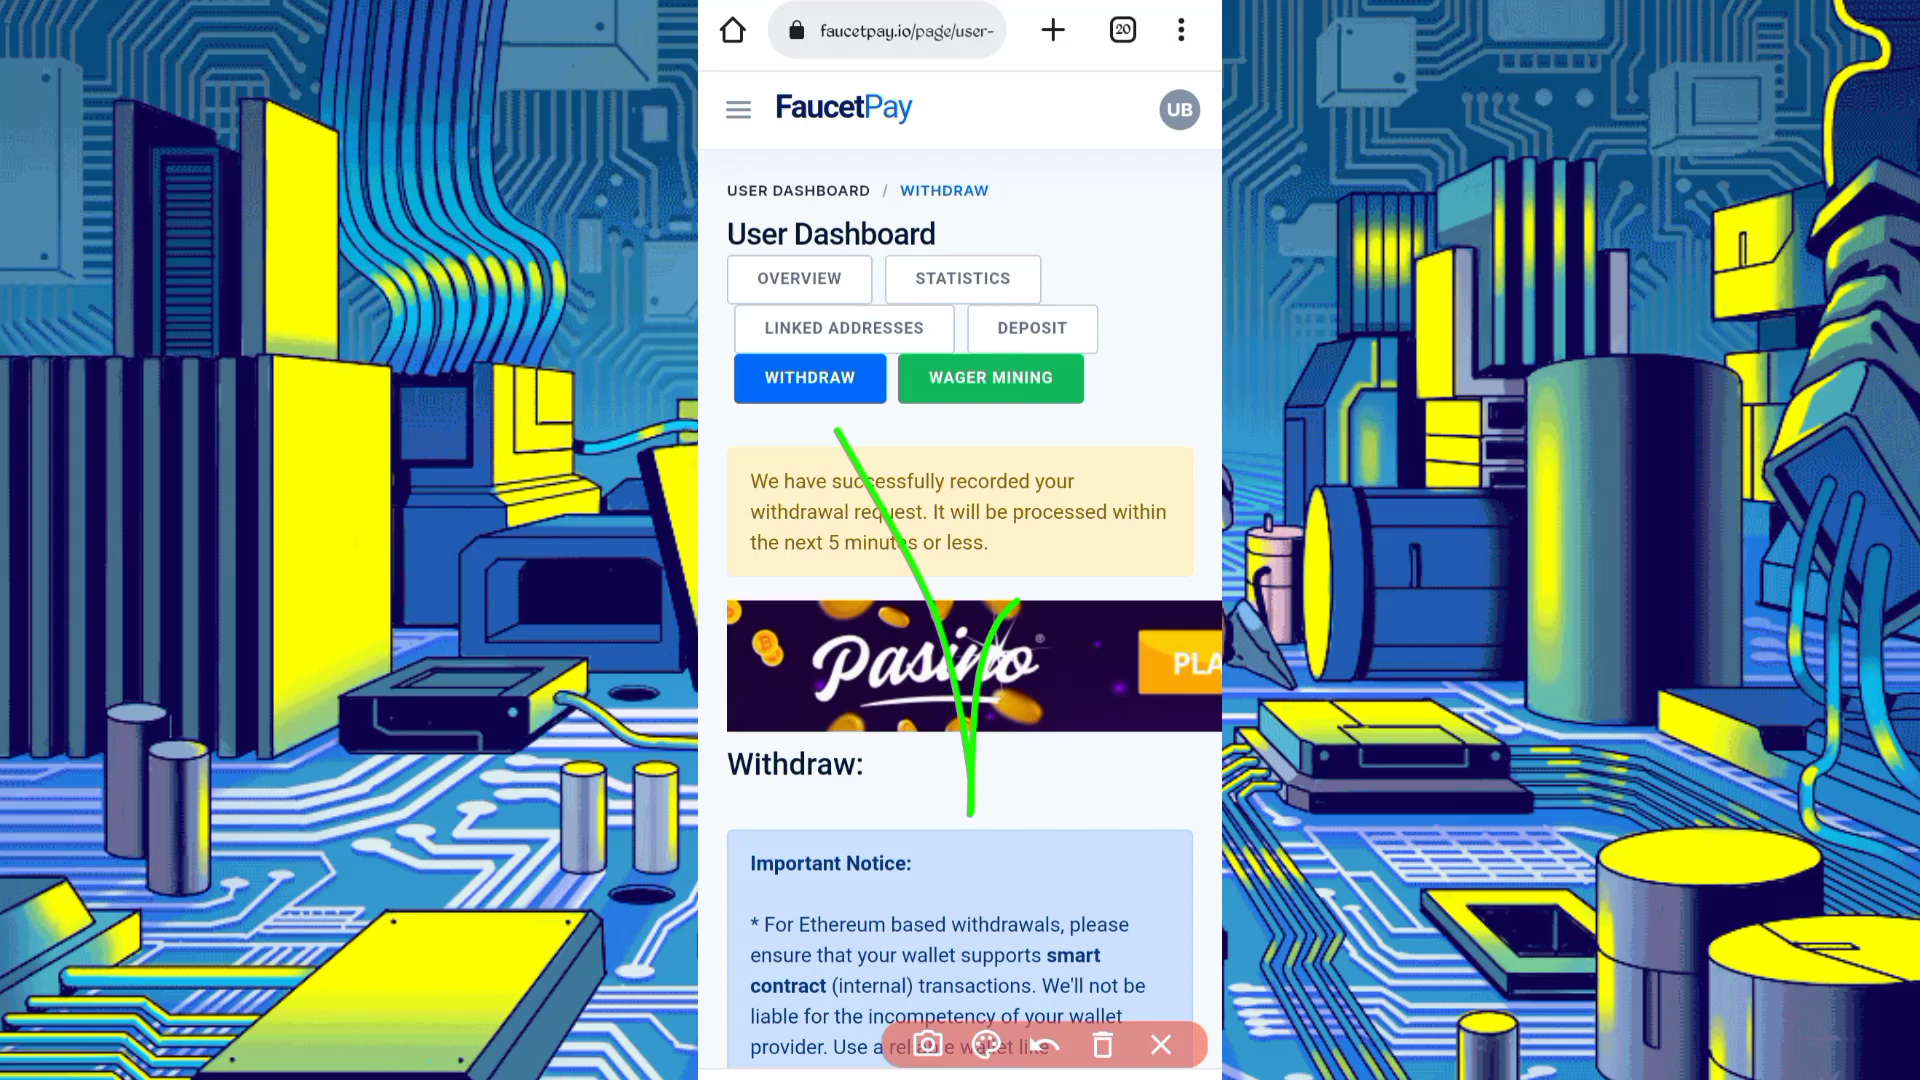 faucetpay.io/page/user-
20
FaucetPay
UB
USER DASHBOARD / WITHDRAW
User Dashboard
OVERVIEW
STATISTICS
LINKED ADDRESSES
DEPOSIT
WITHDRAW
WAGER MINING
We have successfully recorded your
withdrawal request. It will be processed within
the next 5 minutes or less.
Pasino®
PLA
Withdraw:
Important Notice:
* For Ethereum based withdrawals, please
ensure that your wallet supports smart
contract (internal) transactions. We'll not be
liable for the incompetency of your wallet
provider. Use a reliable wallet like